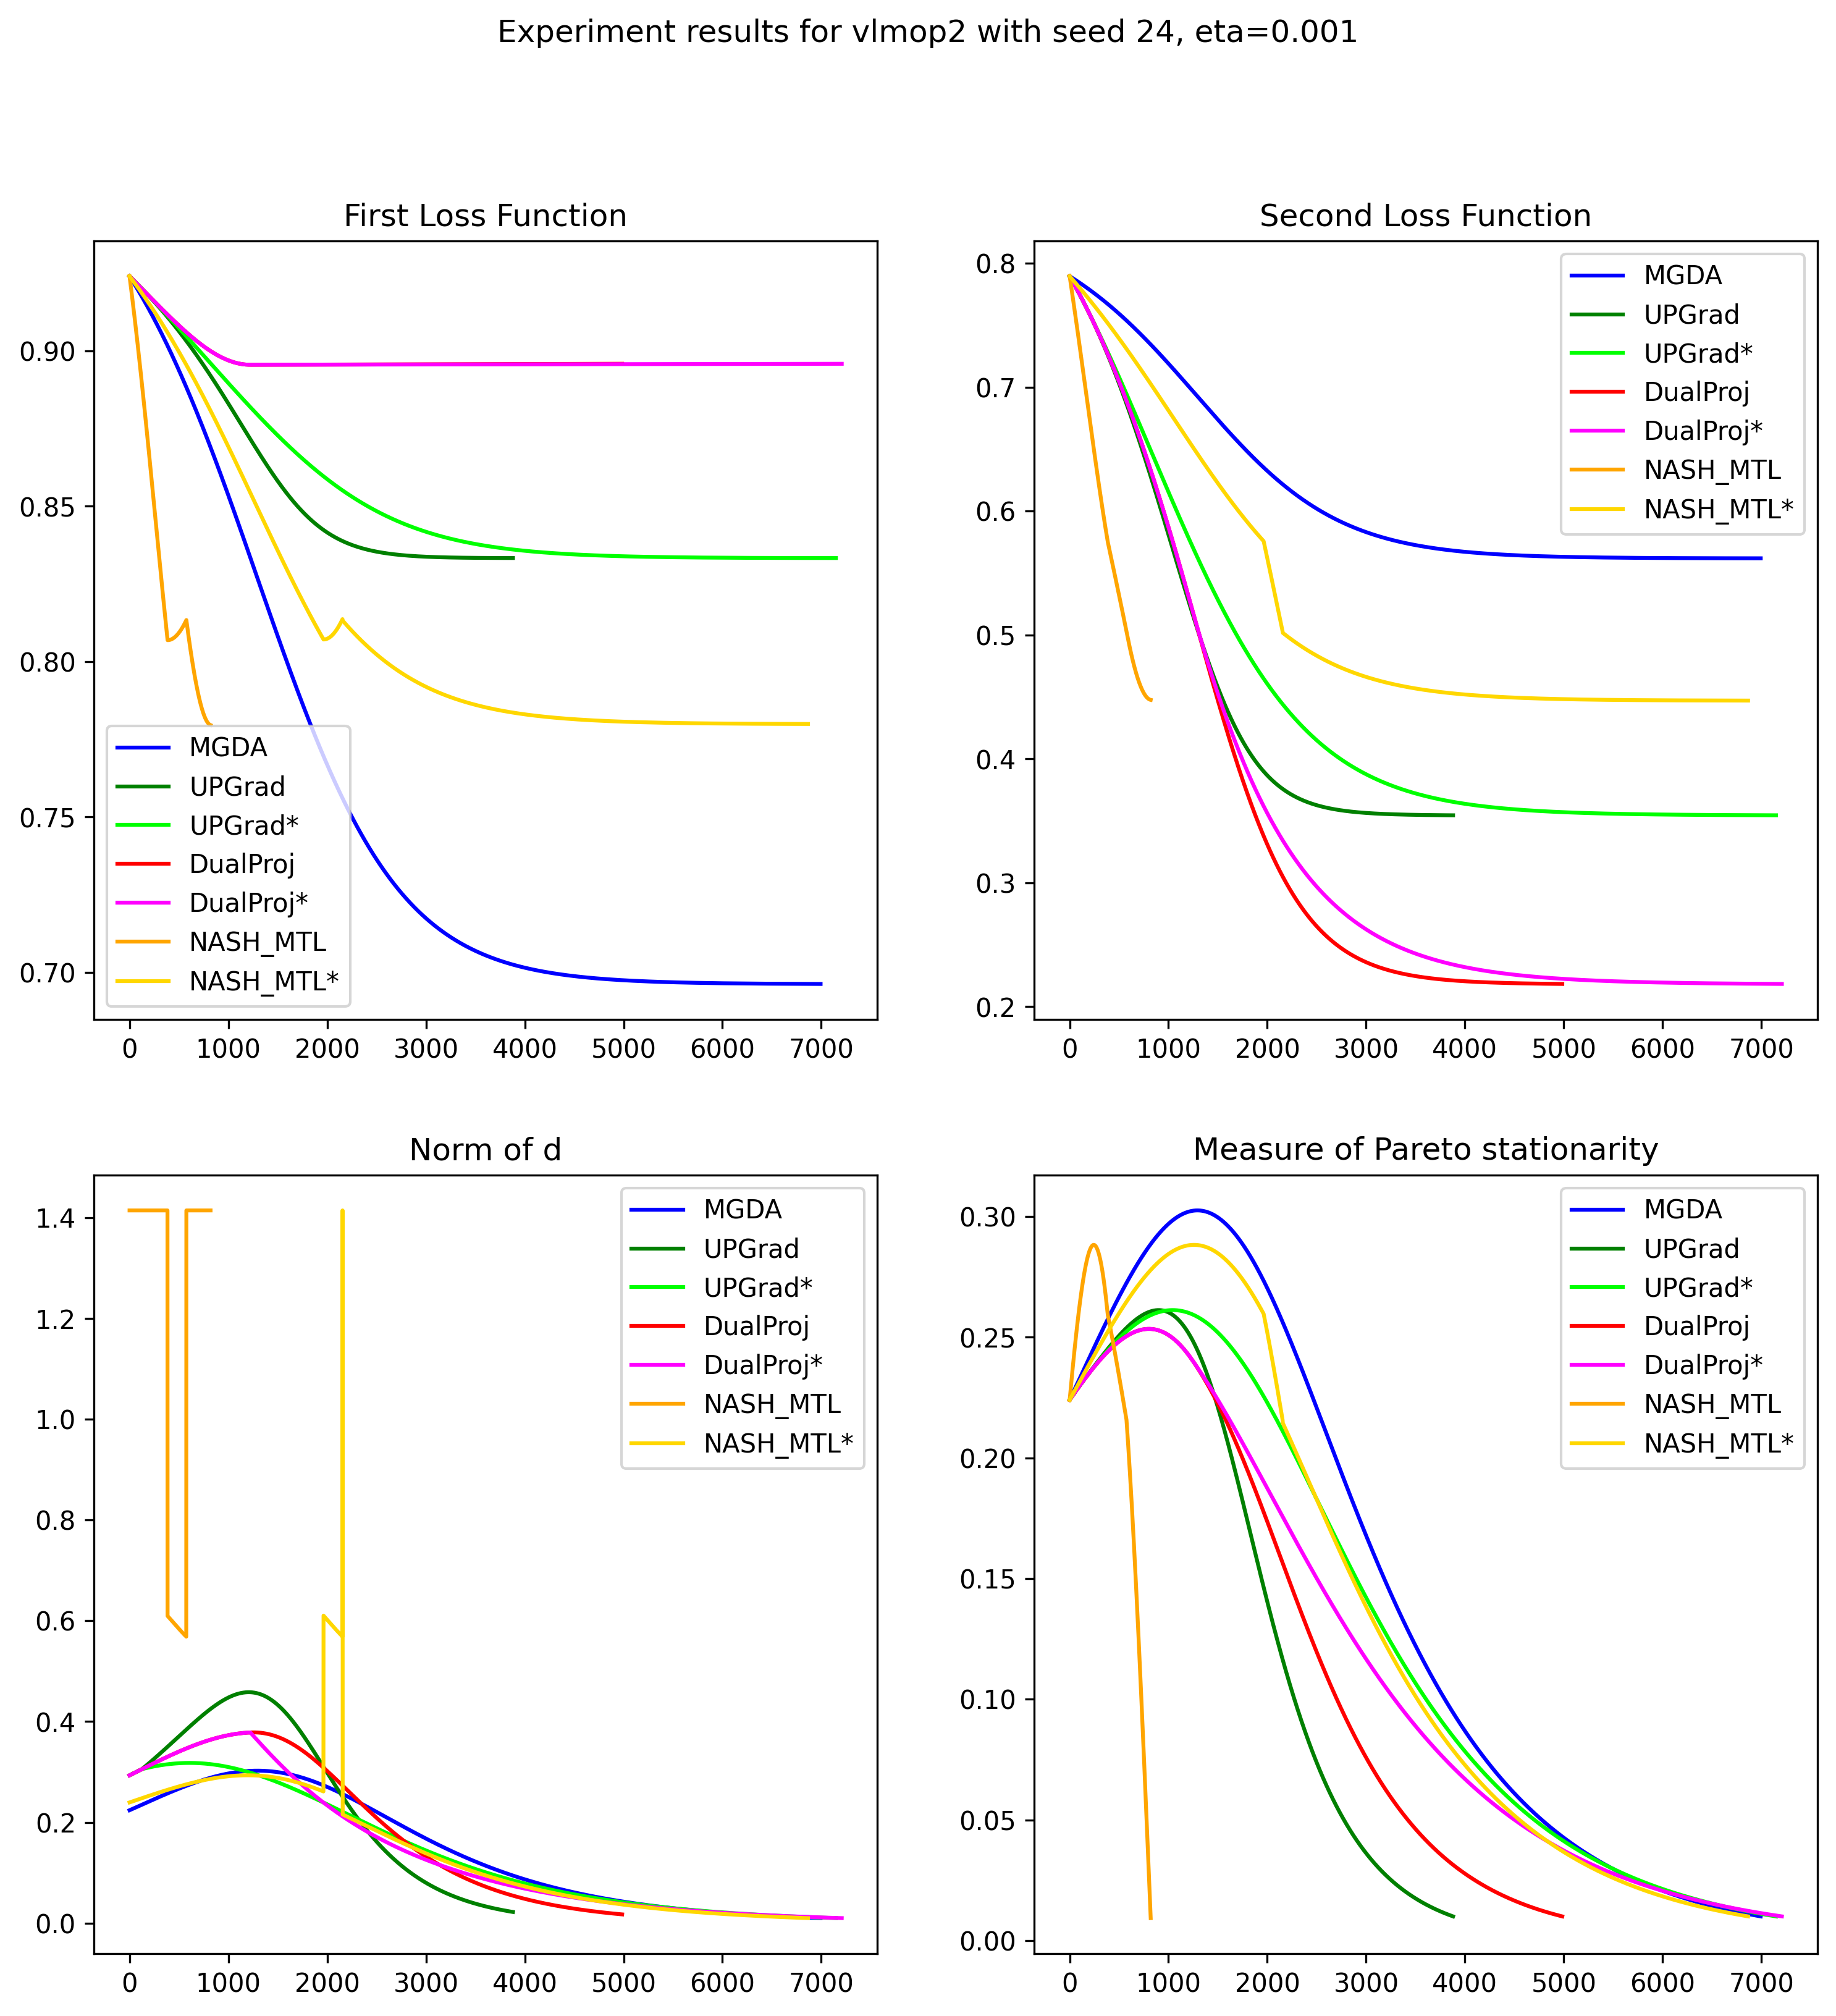 Experiment results for vlmop2 with seed 24, eta=0.001
First Loss Function
0.90
0.85
0.80
0.75
0.70
0 1000 2000 3000 4000 5000 6000 7000
MGDA
UPGrad
UPGrad*
DualProj
DualProj*
NASH_MTL
NASH_MTL*
Second Loss Function
0.8
0.7
0.6
0.5
0.4
0.3
0.2
0 1000 2000 3000 4000 5000 6000 7000
MGDA
UPGrad
UPGrad*
DualProj
DualProj*
NASH_MTL
NASH_MTL*
Norm of d
1.4
1.2
1.0
0.8
0.6
0.4
0.2
0.0
0 1000 2000 3000 4000 5000 6000 7000
MGDA
UPGrad
UPGrad*
DualProj
DualProj*
NASH_MTL
NASH_MTL*
Measure of Pareto stationarity
0.30
0.25
0.20
0.15
0.10
0.05
0.00
0 1000 2000 3000 4000 5000 6000 7000
MGDA
UPGrad
UPGrad*
DualProj
DualProj*
NASH_MTL
NASH_MTL*